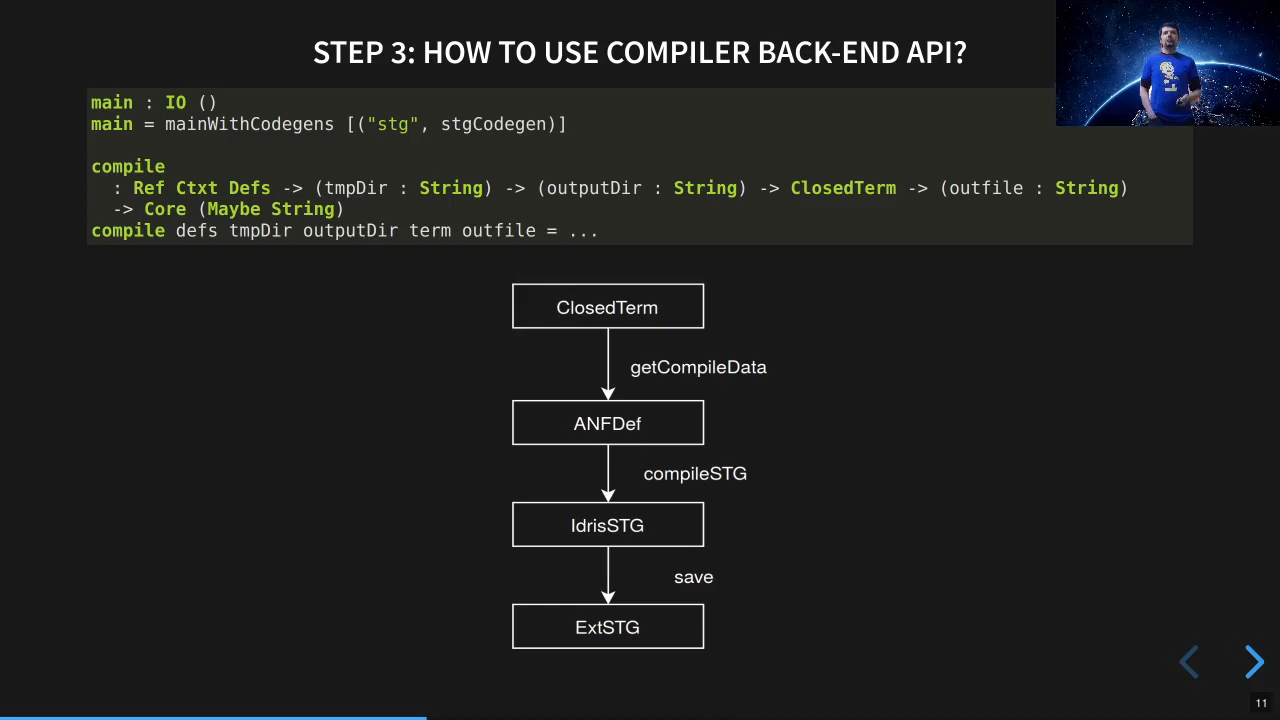 STEP 3: HOW TO USE COMPILER BACK-END API?
main : IO ()
main = mainWithCodegens [("stg", stgCodegen)]
compile
  : Ref Ctxt Defs -> (tmpDir : String) -> (outputDir : String) -> ClosedTerm -> (outfile : String)
  -> Core (Maybe String)
compile defs tmpDir outputDir term outfile = ...
ClosedTerm
getCompileData
ANFDef
compileSTG
IdrisSTG
save
ExtSTG
11